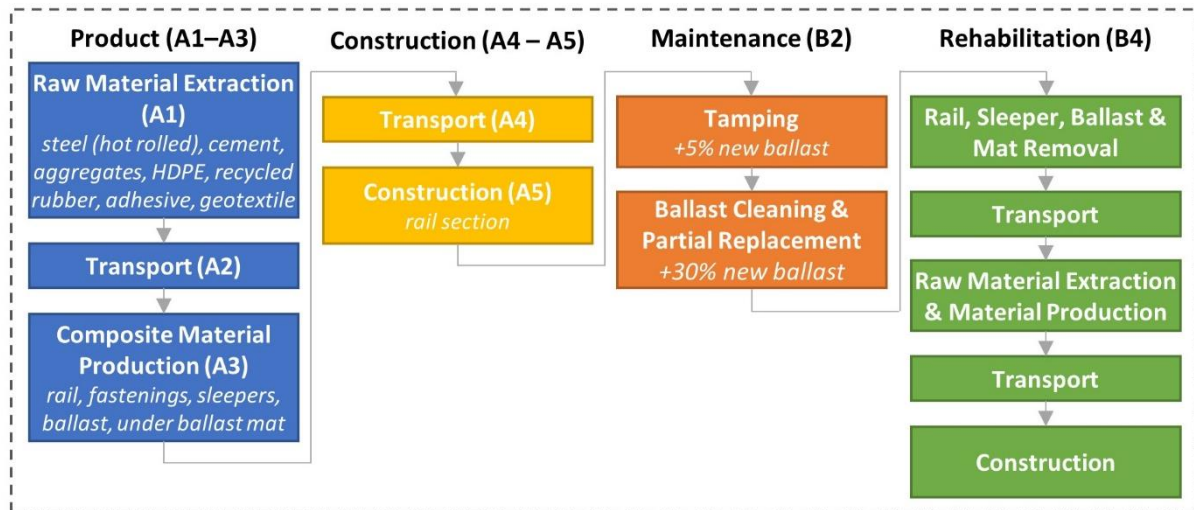 Product (A1–A3)
Raw Material Extraction
(A1)
steel (hot rolled), cement,
aggregates, HDPE, recycled
rubber, adhesive, geotextile
Transport (A2)
Composite Material
Production (A3)
rail, fastenings, sleepers,
ballast, under ballast mat
Construction (A4 – A5)
Transport (A4)
Construction (A5)
rail section
Maintenance (B2)
Tamping
+5% new ballast
Ballast Cleaning &
Partial Replacement
+30% new ballast
Rehabilitation (B4)
Rail, Sleeper, Ballast &
Mat Removal
Transport
Raw Material Extraction
& Material Production
Transport
Construction